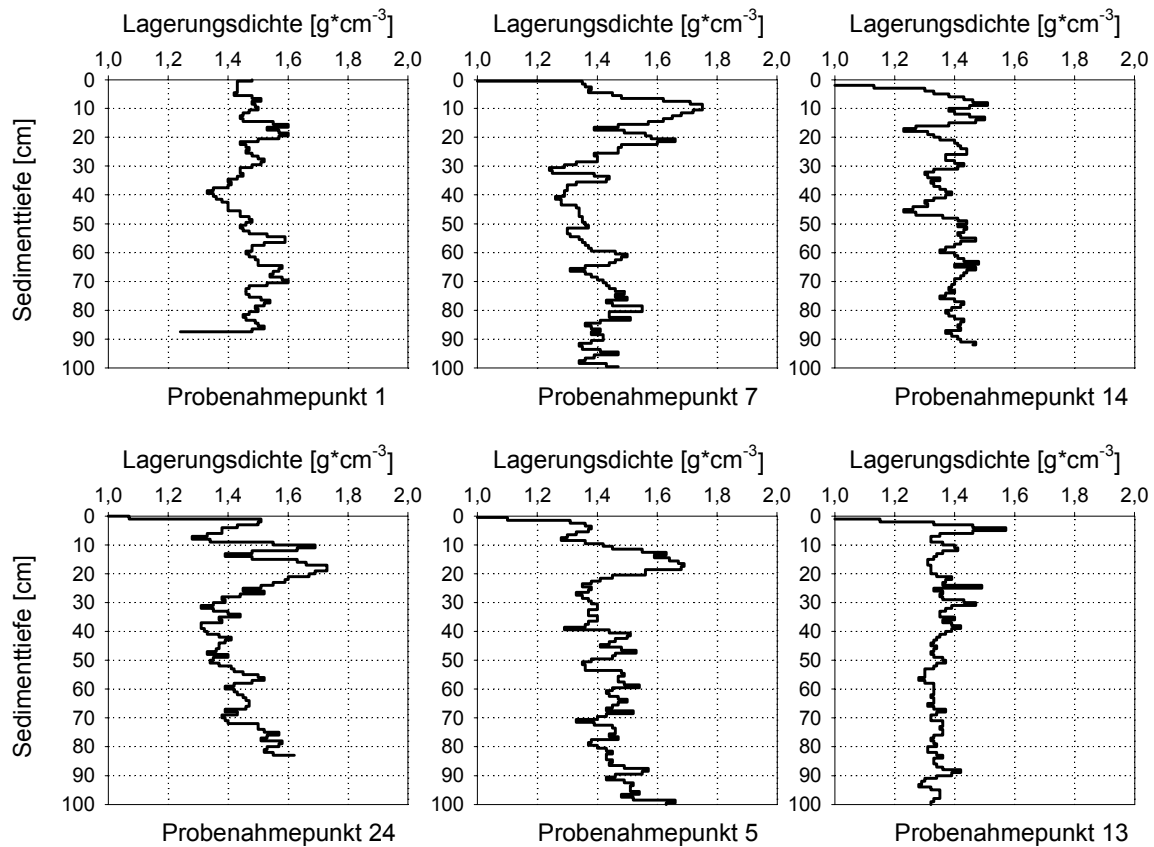 Lagerungsdichte [g*cm-3] Lagerungsdichte [g*cm-3] Lagerungsdichte [g*cm-3]
1,0 1,2 1,4 1,6 1,8 2,0 1,0 1,2 1,4 1,6 1,8 2,0 1,0 1,2 1,4 1,6 1,8 2,0
Sedimenttiefe [cm]
0 0 0
10 10 10
20 20 20
30 30 30
40 40 40
50 50 50
60 60 60
70 70 70
80 80 80
90 90 90
100 100 100
Probenahmepunkt 1 Probenahmepunkt 7 Probenahmepunkt 14
Lagerungsdichte [g*cm-3] Lagerungsdichte [g*cm-3] Lagerungsdichte [g*cm-3]
1,0 1,2 1,4 1,6 1,8 2,0 1,0 1,2 1,4 1,6 1,8 2,0 1,0 1,2 1,4 1,6 1,8 2,0
Sedimenttiefe [cm]
0 0 0
10 10 10
20 20 20
30 30 30
40 40 40
50 50 50
60 60 60
70 70 70
80 80 80
90 90 90
100 100 100
Probenahmepunkt 24 Probenahmepunkt 5 Probenahmepunkt 13